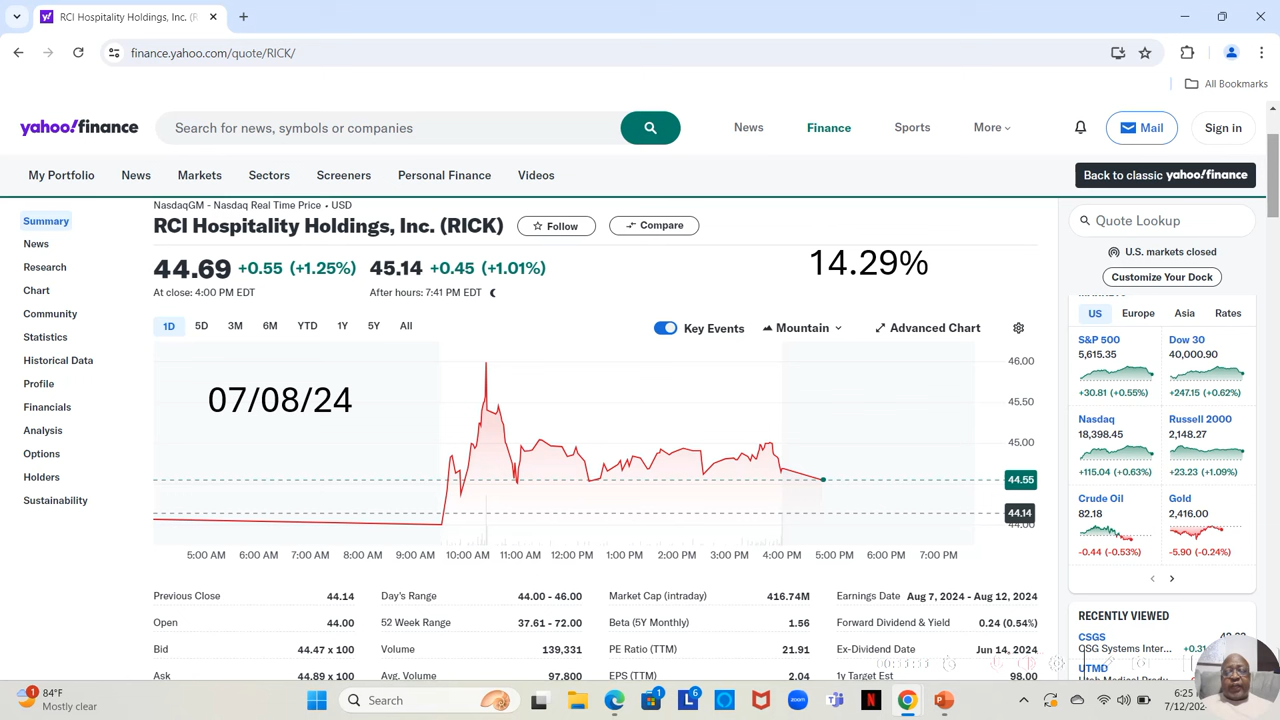 RCI Hospitality Holdings, Inc. (R
finance.yahoo.com/quote/RICK/
All Bookmarks
yahoo!finance
Search for news, symbols or companies
News
Finance
Sports
More
Mail
Sign in
My Portfolio
News
Markets
Sectors
Screeners
Personal Finance
Videos
Back to classic yahoo!finance
Summary
News
Research
Chart
Community
Statistics
Historical Data
Profile
Financials
Analysis
Options
Holders
Sustainability
NasdaqGM - Nasdaq Real Time Price • USD
RCI Hospitality Holdings, Inc. (RICK)
Follow
Compare
44.69 +0.55 (+1.25%)
At close: 4:00 PM EDT
45.14 +0.45 (+1.01%)
After hours: 7:41 PM EDT
14.29%
1D 5D 3M 6M YTD 1Y 5Y All
Key Events
Mountain
Advanced Chart
07/08/24
46.00
45.50
45.00
44.55
44.14
44.00
5:00 AM 6:00 AM 7:00 AM 8:00 AM 9:00 AM 10:00 AM 11:00 AM 12:00 PM 1:00 PM 2:00 PM 3:00 PM 4:00 PM 5:00 PM 6:00 PM 7:00 PM
Previous Close 44.14
Open 44.00
Bid 44.47 x 100
Ask 44.89 x 100
Day's Range 44.00 - 46.00
52 Week Range 37.61 - 72.00
Volume 139,331
Avg. Volume 97,800
Market Cap (intraday) 416.74M
Beta (5Y Monthly) 1.56
PE Ratio (TTM) 21.91
EPS (TTM) 2.04
Earnings Date Aug 7, 2024 - Aug 12, 2024
Forward Dividend & Yield 0.24 (0.54%)
Ex-Dividend Date Jun 14, 2024
1y Target Est 98.00
Quote Lookup
U.S. markets closed
Customize Your Dock
US Europe Asia Rates
S&P 500
5,615.35
+30.81 (+0.55%)
Dow 30
40,000.90
+247.15 (+0.62%)
Nasdaq
18,398.45
+115.04 (+0.63%)
Russell 2000
2,148.27
+23.23 (+1.09%)
Crude Oil
82.18
-0.44 (-0.53%)
Gold
2,416.00
-5.90 (-0.24%)
RECENTLY VIEWED
CSGS
CSG Systems Inter...
UTMD
84°F
Mostly clear
Search
zoom
6:25
7/12/2024